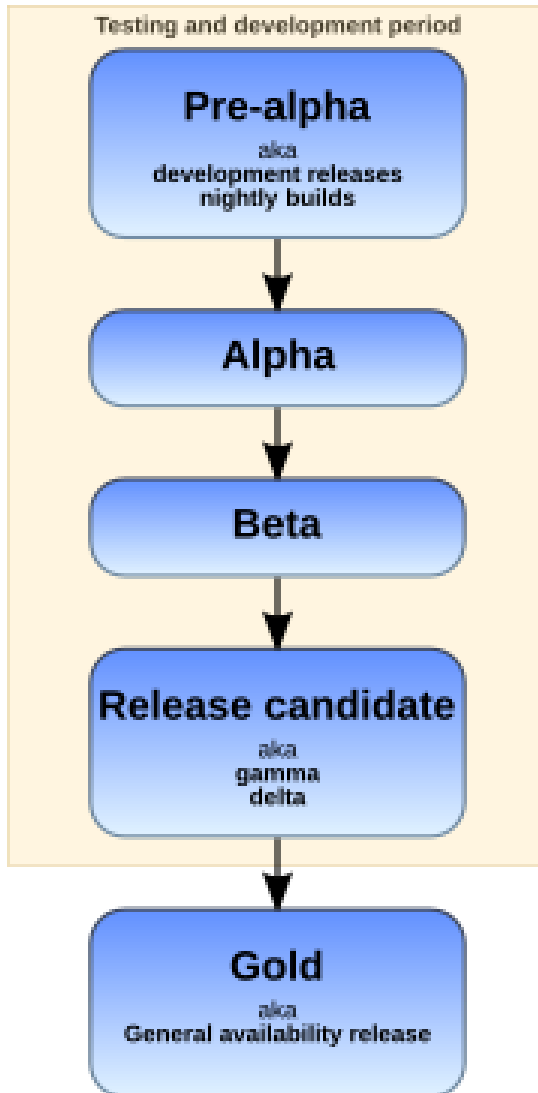 Testing and development period
Pre-alpha
aka
development releases
nightly builds
Alpha
Beta
Release candidate
aka
gamma
delta
Gold
aka
General availability release